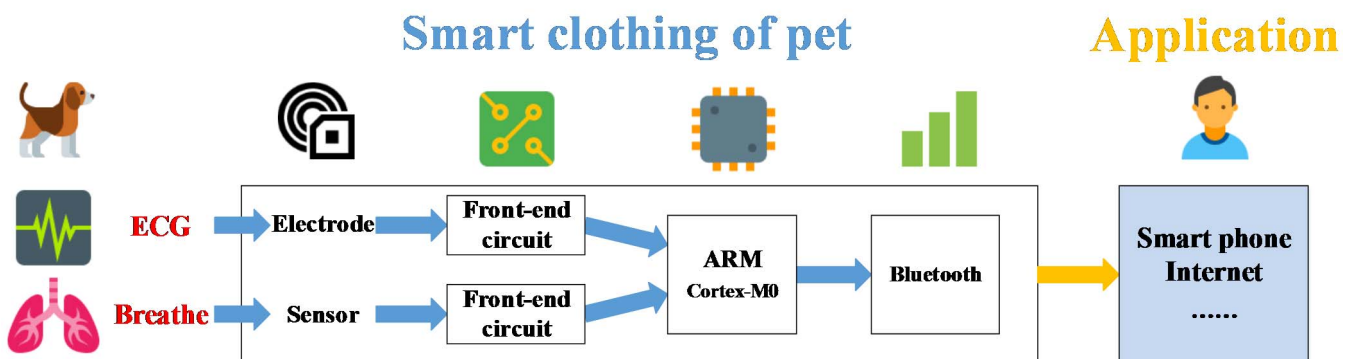 Smart clothing of pet
Application
ECG
Electrode
Front-end
circuit
ARM
Cortex-M0
Bluetooth
Smart phone
Internet
......
Breathe
Sensor
Front-end
circuit